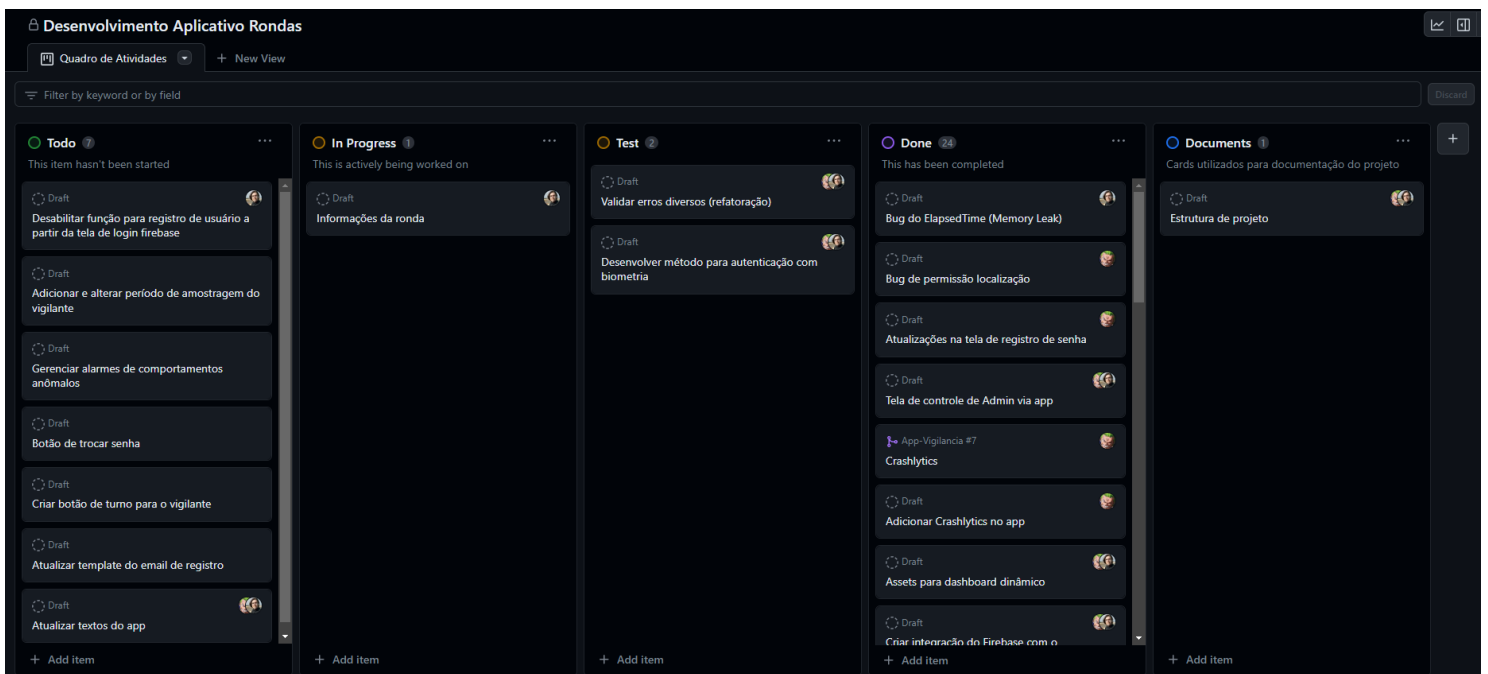 Desenvolvimento Aplicativo Rondas
Quadro de Atividades
+ New View
Filter by keyword or by field
Discard
Todo 7
This item hasn't been started
Draft
Desabilitar função para registro de usuário a
partir da tela de login firebase
Draft
Adicionar e alterar período de amostragem do
vigilante
Draft
Gerenciar alarmes de comportamentos
anômalos
Draft
Botão de trocar senha
Draft
Criar botão de turno para o vigilante
Draft
Atualizar template do email de registro
Draft
Atualizar textos do app
+ Add item
In Progress 1
This is actively being worked on
Draft
Informações da ronda
+ Add item
Test 2
Draft
Validar erros diversos (refatoração)
Draft
Desenvolver método para autenticação com
biometria
+ Add item
Done 24
This has been completed
Draft
Bug do ElapsedTime (Memory Leak)
Draft
Bug de permissão localização
Draft
Atualizações na tela de registro de senha
Draft
Tela de controle de Admin via app
App-Vigilancia #7
Crashlytics
Draft
Adicionar Crashlytics no app
Draft
Assets para dashboard dinâmico
Draft
Criar integração do Firebase com o
+ Add item
Documents 1
Cards utilizados para documentação do projeto
Draft
Estrutura de projeto
+ Add item
+